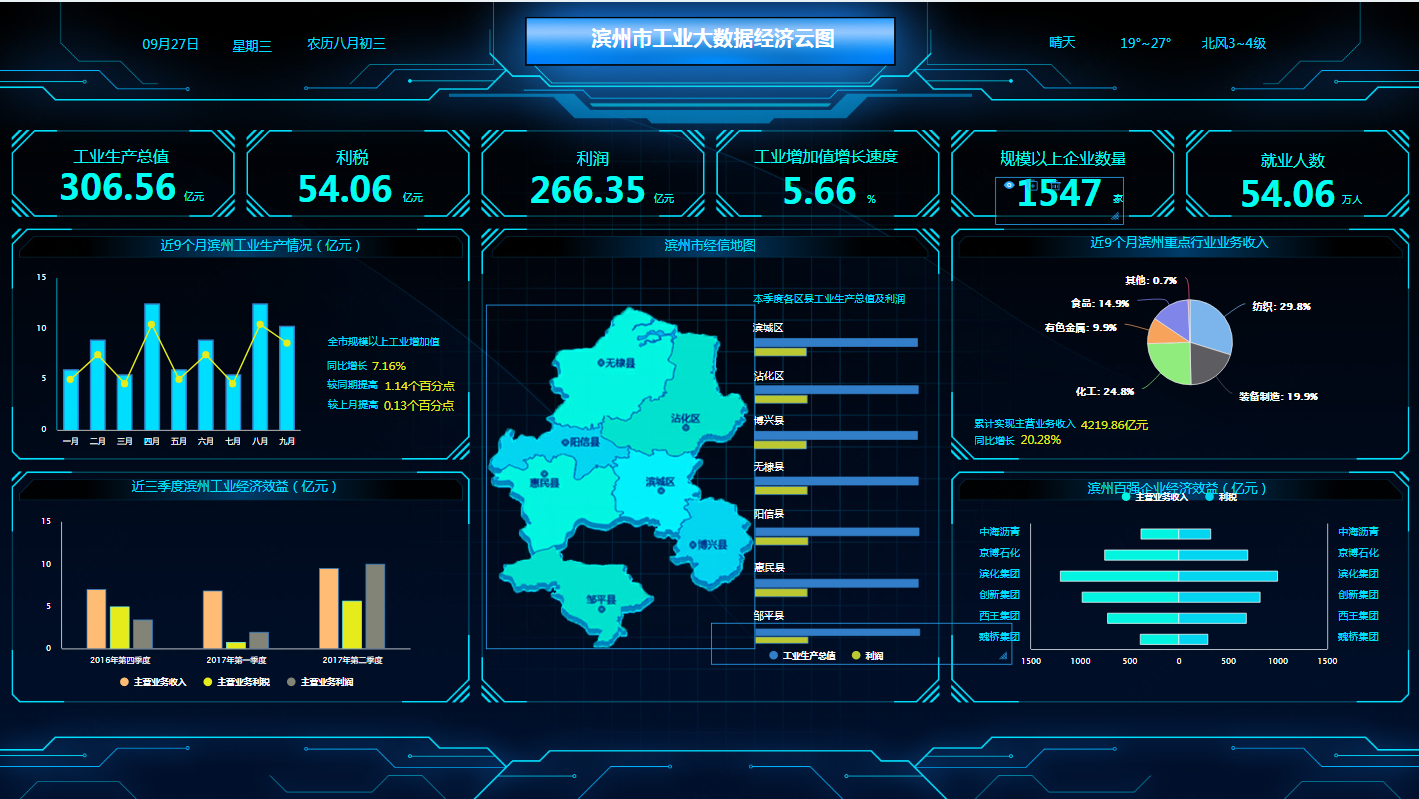 09月27日 星期三 农历八月初三
滨州市工业大数据经济云图
晴天 19°~27° 北风3~4级
工业生产总值
306.56 亿元
利税
54.06 亿元
利润
266.35 亿元
工业增加值增长速度
5.66 %
规模以上企业数量
1547 家
就业人数
54.06 万人
近9个月滨州工业生产情况（亿元）
15
10
5
0
一月 二月 三月 四月 五月 六月 七月 八月 九月
全市规模以上工业增加值
同比增长 7.16%
较同期提高 1.14个百分点
较上月提高 0.13个百分点
近三季度滨州工业经济效益（亿元）
15
10
5
0
2016年第四季度 2017年第一季度 2017年第二季度
主营业务收入 主营业务利税 主营业务利润
滨州市经信地图
无棣县
沾化区
阳信县
惠民县
滨城区
博兴县
邹平县
本季度各区县工业生产总值及利润
滨城区
沾化区
博兴县
无棣县
阳信县
惠民县
邹平县
工业生产总值 利润
近9个月滨州重点行业业务收入
其他: 0.7%
食品: 14.9%
有色金属: 9.9%
化工: 24.8%
纺织: 29.8%
装备制造: 19.9%
累计实现主营业务收入 4219.86亿元
同比增长 20.28%
滨州百强企业经济效益（亿元）
主营业务收入 利税
中海沥青 中海沥青
京博石化 京博石化
滨化集团 滨化集团
创新集团 创新集团
西王集团 西王集团
魏桥集团 魏桥集团
1500 1000 500 0 500 1000 1500